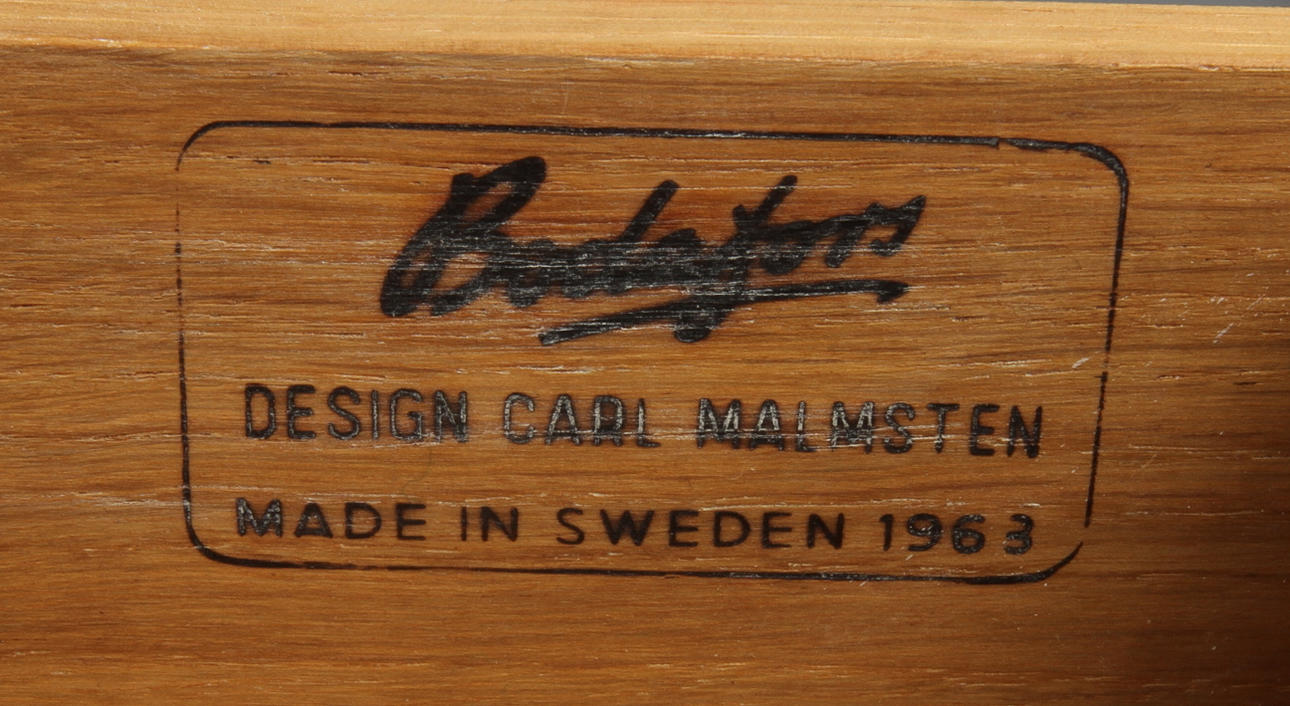 Bodafors
DESIGN CARL MALMSTEN
MADE IN SWEDEN 1963